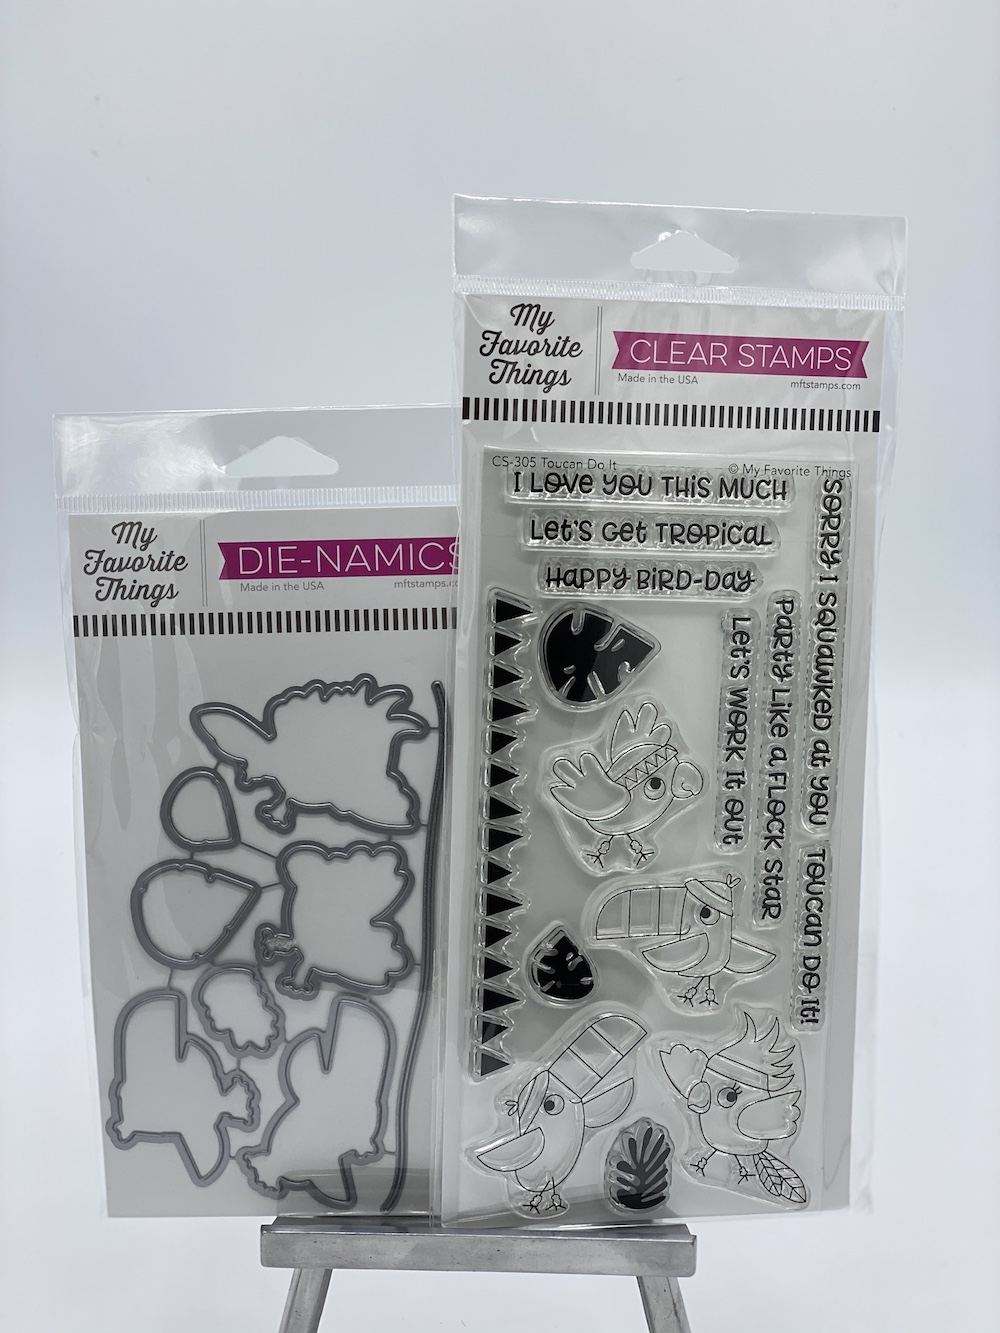 My
Favorite
Things
CLEAR STAMPS
Made in the USA
mftstamps.com
CS-305 Toucan Do It
© My Favorite Things
I LOVE YOU THIS MUCH
Let's Get TROPICAL
HAPPY BIRD-DAY
SORRY I SQUAWKED at YOU
PARTY LIKE a FLOCK STAR
Let's WORK It OUt
TOUCAN DO It!
My
Favorite
Things
DIE-NAMICS
Made in the USA
mftstamps.co